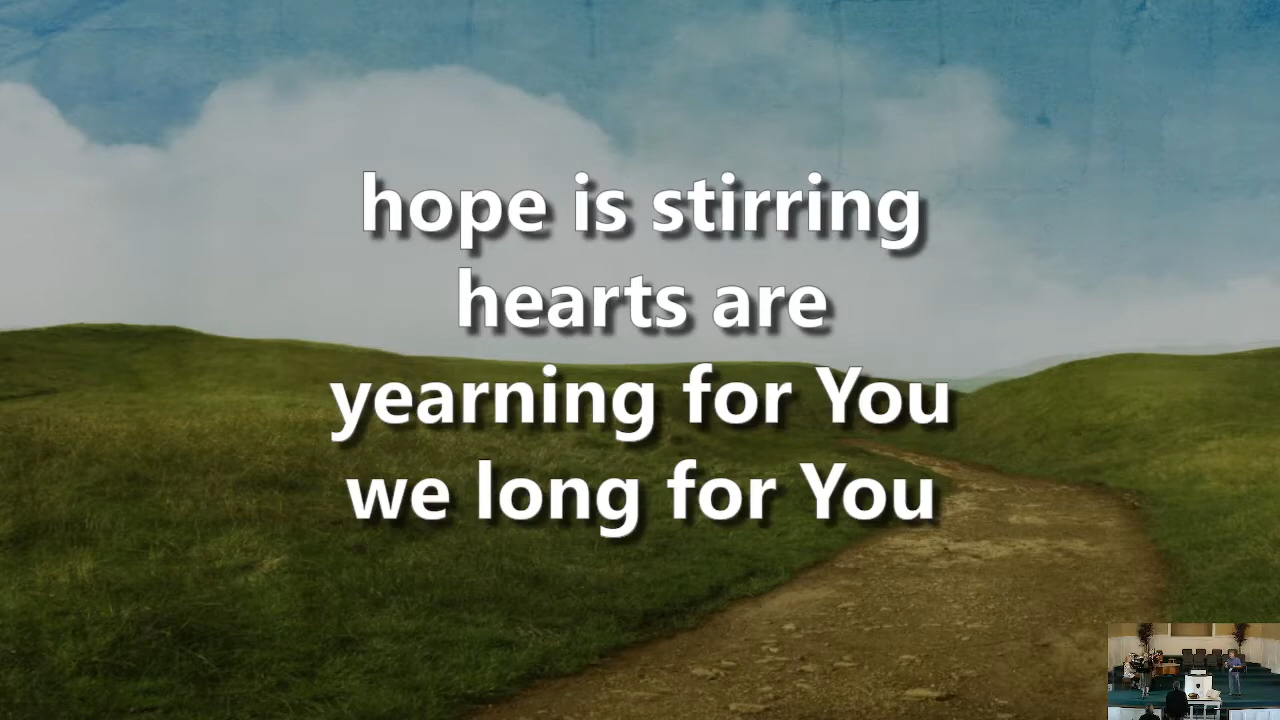 hope is stirring
hearts are
yearning for You
we long for You